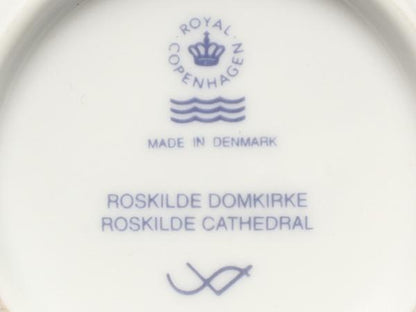 ROYAL
COPENHAGEN
MADE IN DENMARK
ROSKILDE DOMKIRKE
ROSKILDE CATHEDRAL